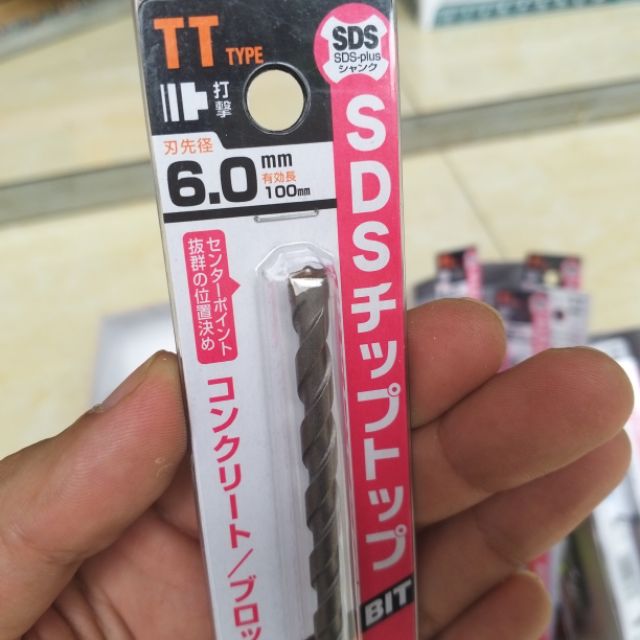 TT TYPE
打撃
刃先径
6.0mm
有効長
100mm
SDS
SDS-plus
シャンク
SDSチップトップ
BIT
センターポイント
抜群の位置決め
コンクリート/ブロッ
TT